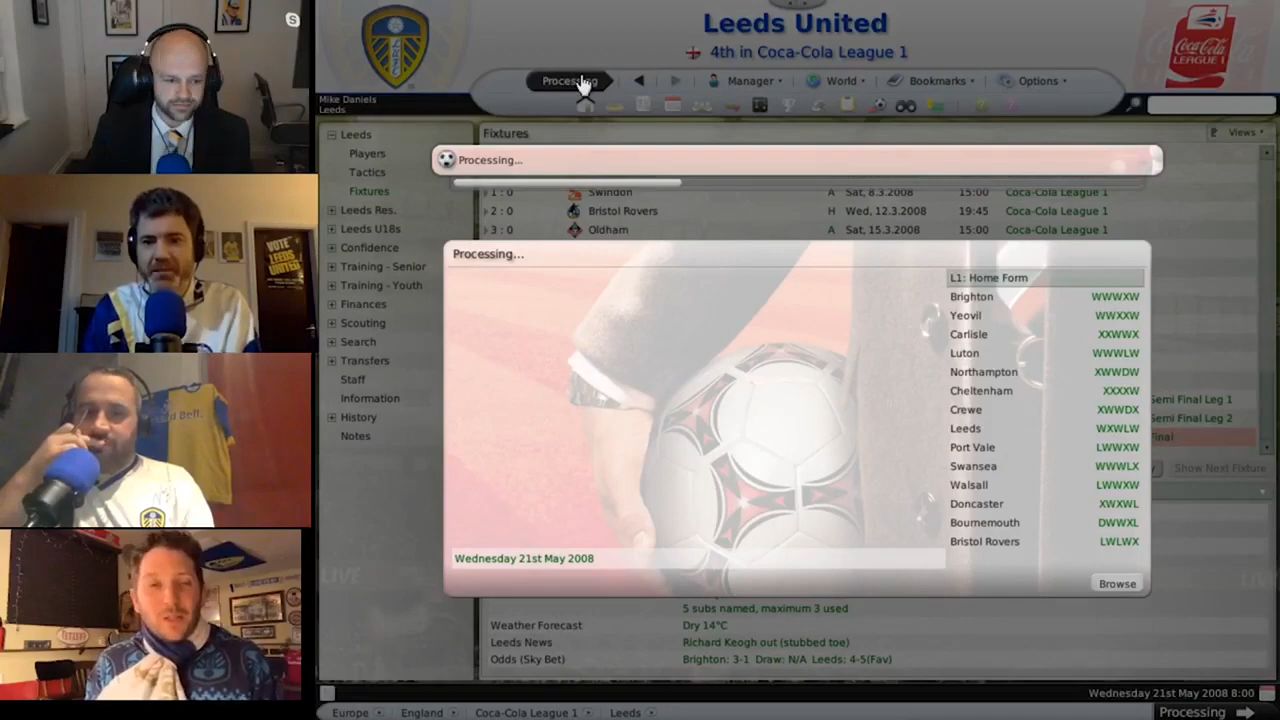 Leeds United
4th in Coca-Cola League 1
Coca-Cola
LEAGUE 1
Processing
Manager
World
Bookmarks
Options
Mike Daniels
Leeds
Leeds
Players
Tactics
Fixtures
Leeds Res.
Leeds U18s
Confidence
Training - Senior
Training - Youth
Finances
Scouting
Search
Transfers
Staff
Information
History
Notes
Fixtures
Views
Processing...
1 : 0 Swindon A Sat, 8.3.2008 15:00 Coca-Cola League 1
2 : 0 Bristol Rovers H Wed, 12.3.2008 19:45 Coca-Cola League 1
3 : 0 Oldham A Sat, 15.3.2008 15:00 Coca-Cola League 1
Processing...
L1: Home Form
Brighton WWWXW
Yeovil WWXXW
Carlisle XXWWX
Luton WWWLW
Northampton XWWDW
Cheltenham XXXXW
Crewe XWWDX
Leeds WXWLW
Port Vale LWWXW
Swansea WWWLX
Walsall LWWXW
Doncaster XWXWL
Bournemouth DWWXL
Bristol Rovers LWLWX
Wednesday 21st May 2008
Browse
Semi Final Leg 1
Semi Final Leg 2
Final
Show Next Fixture
5 subs named, maximum 3 used
Weather Forecast Dry 14°C
Leeds News Richard Keogh out (stubbed toe)
Odds (Sky Bet) Brighton: 3-1 Draw: N/A Leeds: 4-5(Fav)
Wednesday 21st May 2008 8:00
Europe
England
Coca-Cola League 1
Leeds
Processing
VOTE
LEEDS
UNITED